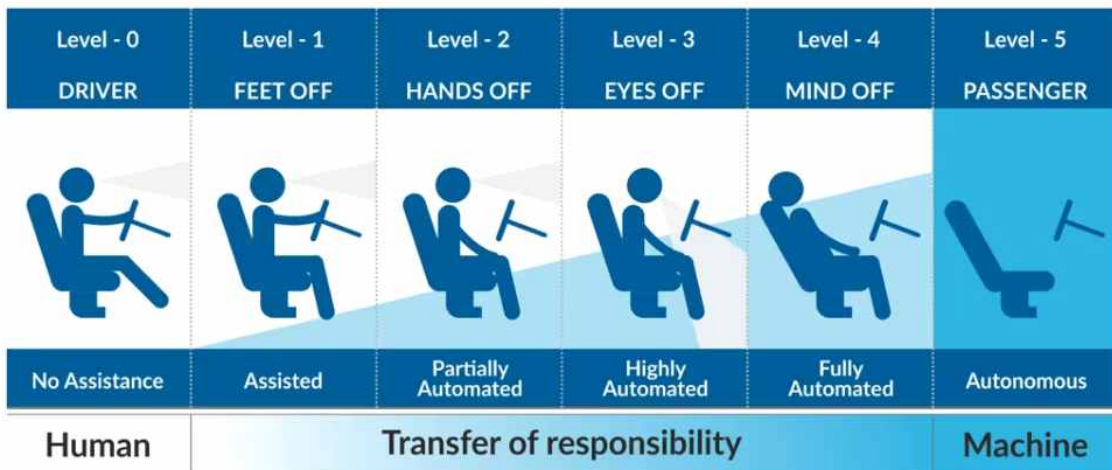 Level - 0
DRIVER
Level - 1
FEET OFF
Level - 2
HANDS OFF
Level - 3
EYES OFF
Level - 4
MIND OFF
Level - 5
PASSENGER
No Assistance
Assisted
Partially
Automated
Highly
Automated
Fully
Automated
Autonomous
Human
Transfer of responsibility
Machine